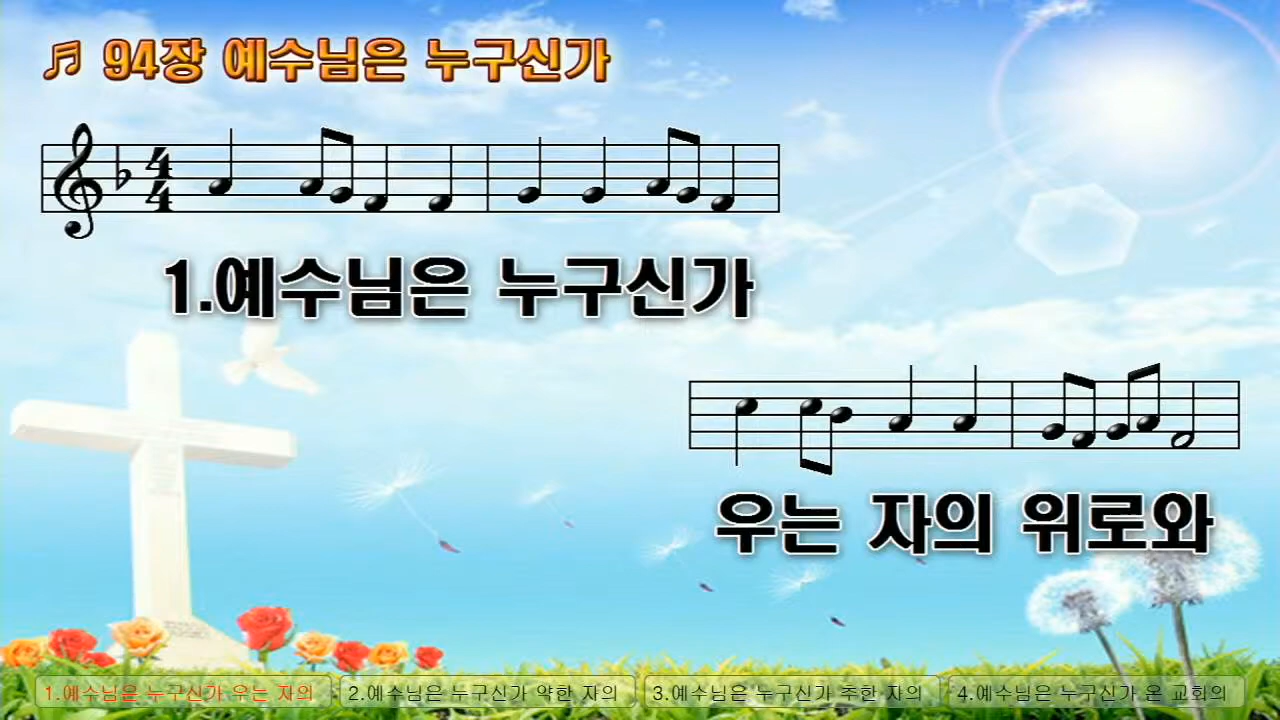 94장 예수님은 누구신가
1.예수님은 누구신가
우는 자의 위로와
1.예수님은 누구신가 우는 자의
2.예수님은 누구신가 약한 자의
3.예수님은 누구신가 추한 자의
4.예수님은 누구신가 온 교회의